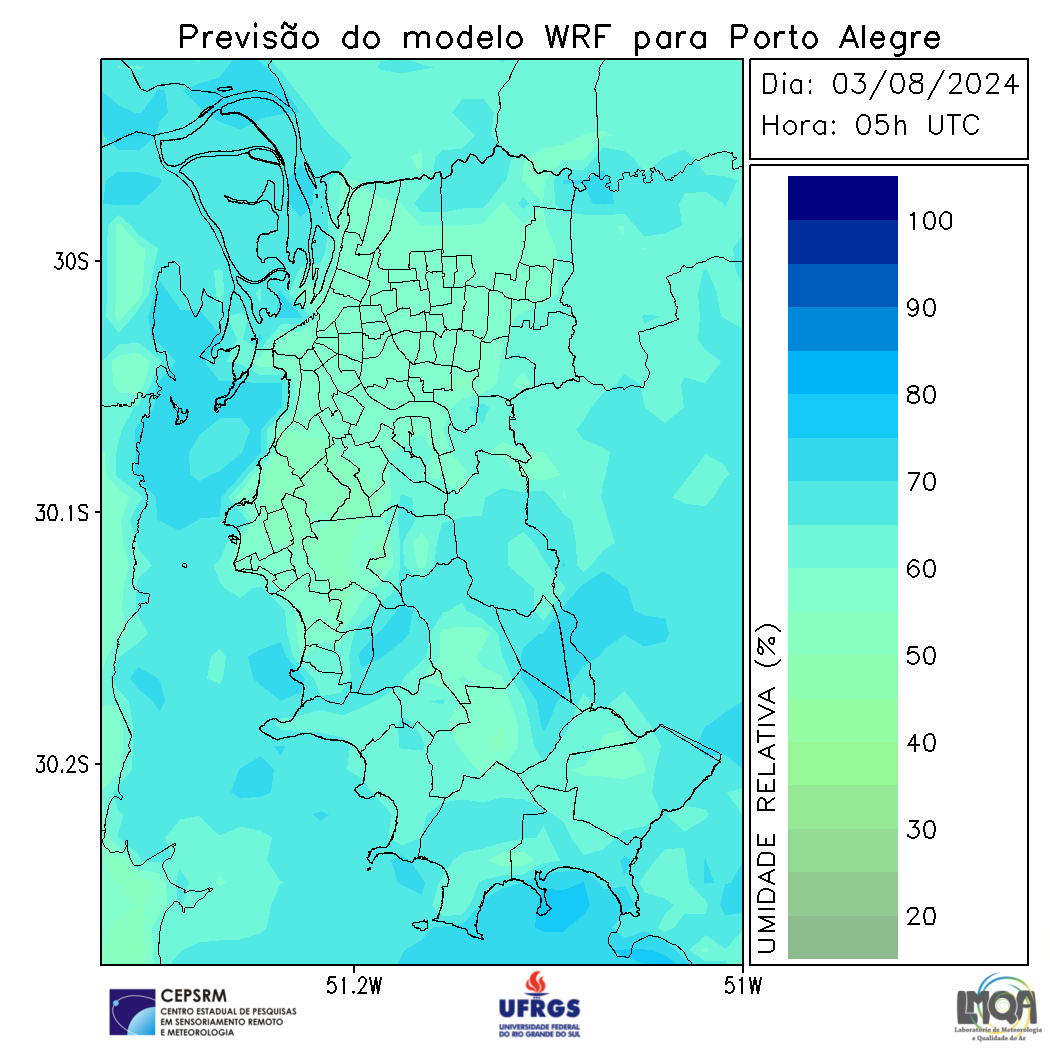 Previsão do modelo WRF para Porto Alegre
Dia: 03/08/2024
Hora: 05h UTC
30S
30.1S
30.2S
51.2W
51W
100
90
80
70
60
50
40
30
20
UMIDADE RELATIVA (%)
CEPSRM
CENTRO ESTADUAL DE PESQUISAS
EM SENSORIAMENTO REMOTO
E METEOROLOGIA
UFRGS
UNIVERSIDADE FEDERAL
DO RIO GRANDE DO SUL
LMQA
Laboratório de Meteorologia
e Qualidade do Ar